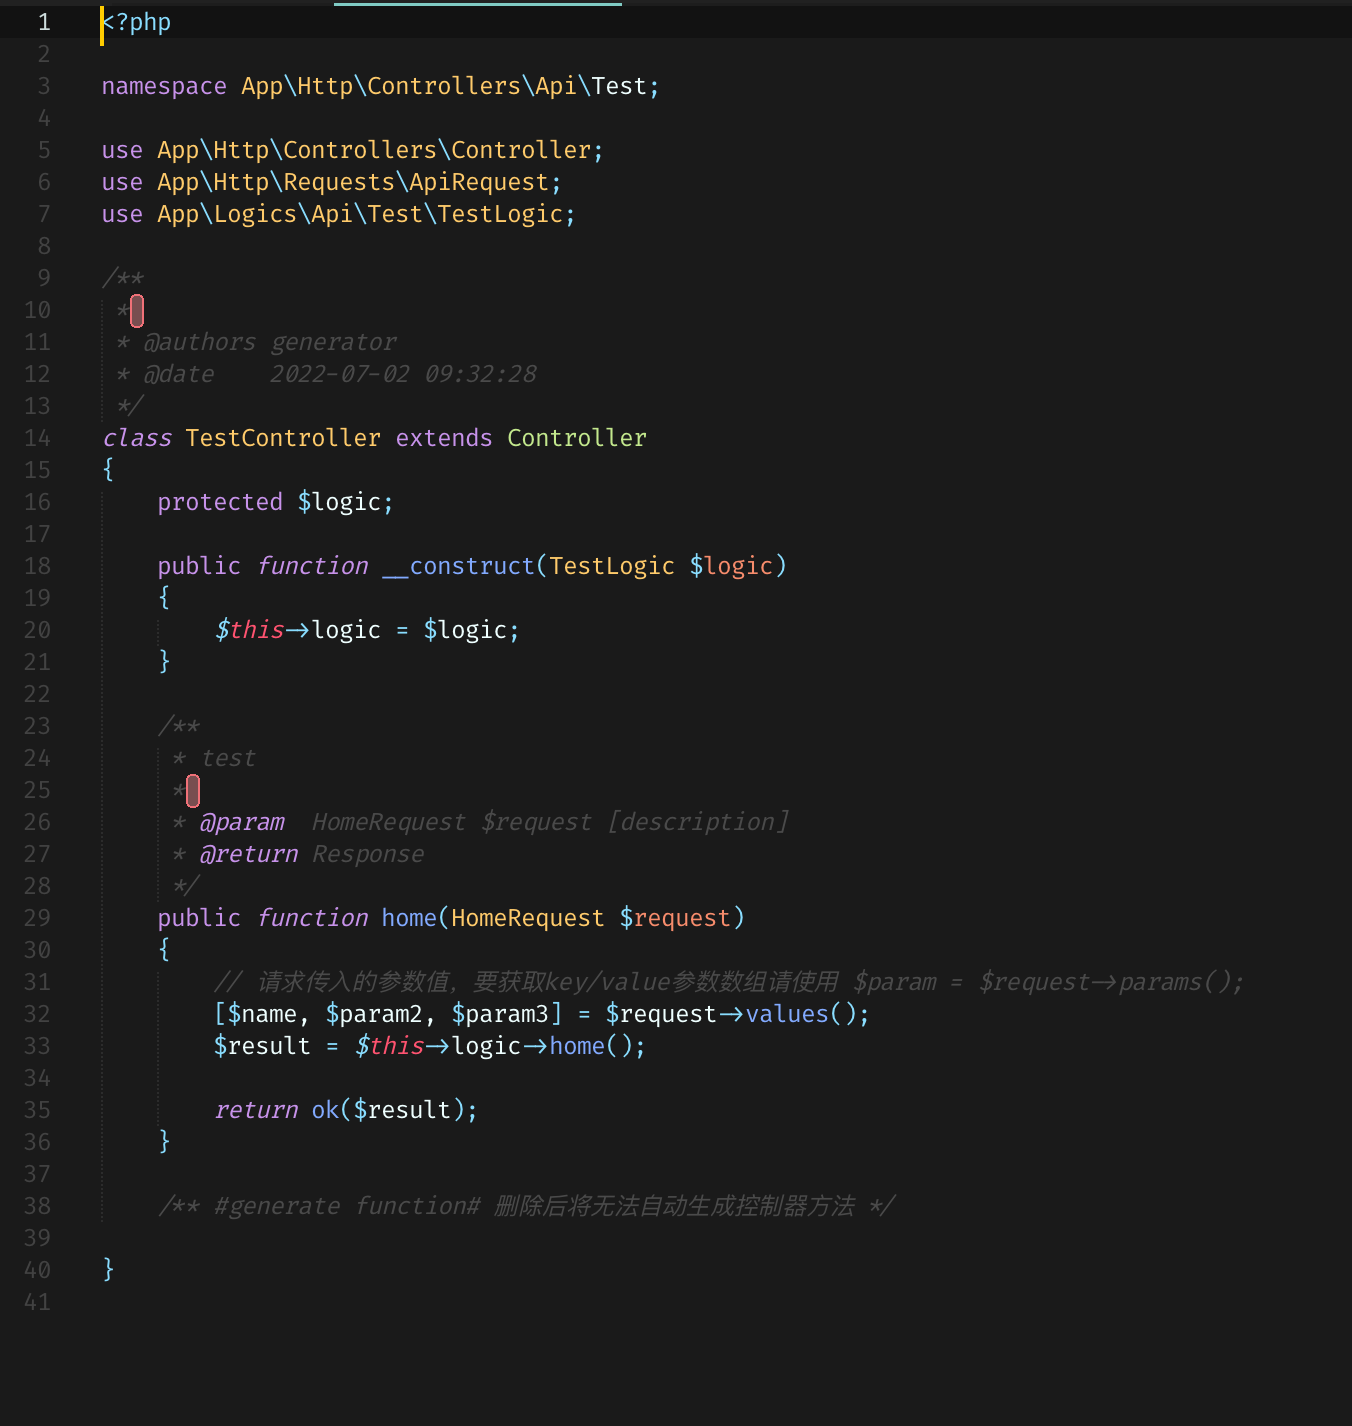 1 <?php
2
3 namespace App\Http\Controllers\Api\Test;
4
5 use App\Http\Controllers\Controller;
6 use App\Http\Requests\ApiRequest;
7 use App\Logics\Api\Test\TestLogic;
8
9 /**
10  *
11  * @authors generator
12  * @date    2022-07-02 09:32:28
13  */
14 class TestController extends Controller
15 {
16     protected $logic;
17
18     public function __construct(TestLogic $logic)
19     {
20         $this->logic = $logic;
21     }
22
23     /**
24      * test
25      *
26      * @param  HomeRequest $request [description]
27      * @return Response
28      */
29     public function home(HomeRequest $request)
30     {
31         // 请求传入的参数值，要获取key/value参数数组请使用 $param = $request->params();
32         [$name, $param2, $param3] = $request->values();
33         $result = $this->logic->home();
34
35         return ok($result);
36     }
37
38     /** #generate function# 删除后将无法自动生成控制器方法 */
39
40 }
41